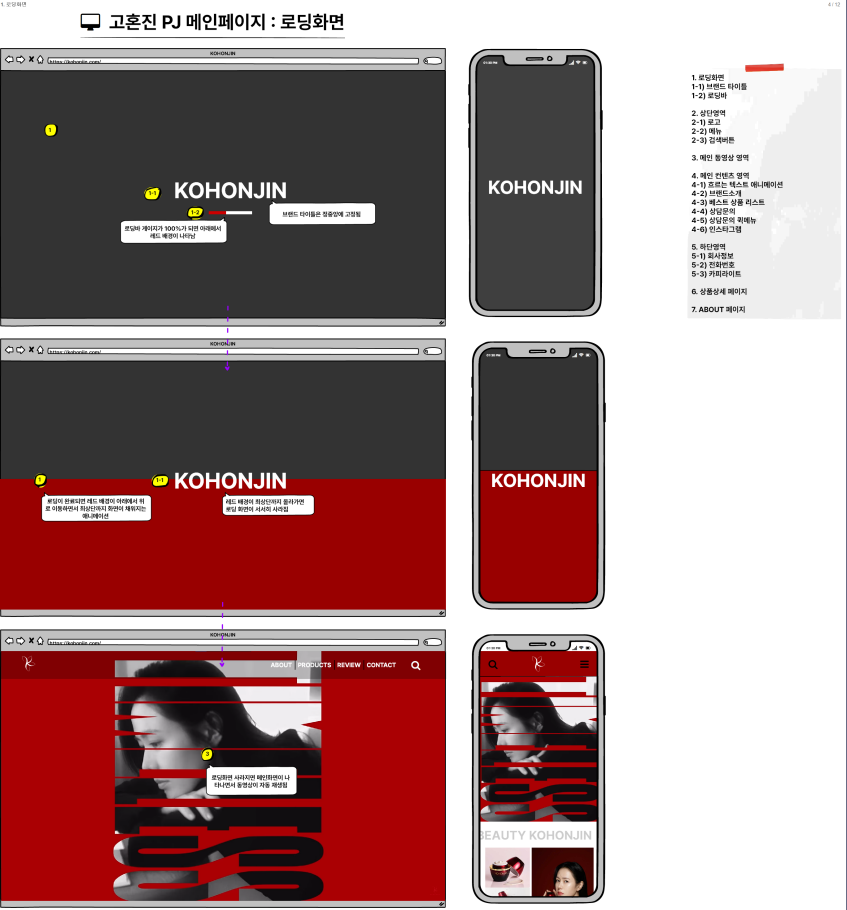 1. 로딩화면
4 / 12
고혼진 PJ 메인페이지 : 로딩화면
KOHONJIN
https://kohonjin.com/
1
1-1
KOHONJIN
1-2
브랜드 타이틀은 정중앙에 고정됨
로딩바 게이지가 100%가 되면 아래에서
레드 배경이 나타남
KOHONJIN
1. 로딩화면
1-1) 브랜드 타이틀
1-2) 로딩바
2. 상단영역
2-1) 로고
2-2) 메뉴
2-3) 검색버튼
3. 메인 동영상 영역
4. 메인 컨텐츠 영역
4-1) 흐르는 텍스트 애니메이션
4-2) 브랜드소개
4-3) 베스트 상품 리스트
4-4) 상담문의
4-5) 상담문의 퀵메뉴
4-6) 인스타그램
5. 하단영역
5-1) 회사정보
5-2) 전화번호
5-3) 카피라이트
6. 상품상세 페이지
7. ABOUT 페이지
KOHONJIN
https://kohonjin.com/
1
1-1
KOHONJIN
로딩이 완료되면 레드 배경이 아래에서 위
로 이동하면서 최상단까지 화면이 채워지는
애니메이션
레드 배경이 최상단까지 올라가면
로딩 화면이 서서히 사라짐
KOHONJIN
KOHONJIN
https://kohonjin.com/
ABOUT PRODUCTS REVIEW CONTACT
3
로딩화면 사라지면 메인화면이 나
타나면서 동영상이 자동 재생됨
BEAUTY KOHONJIN